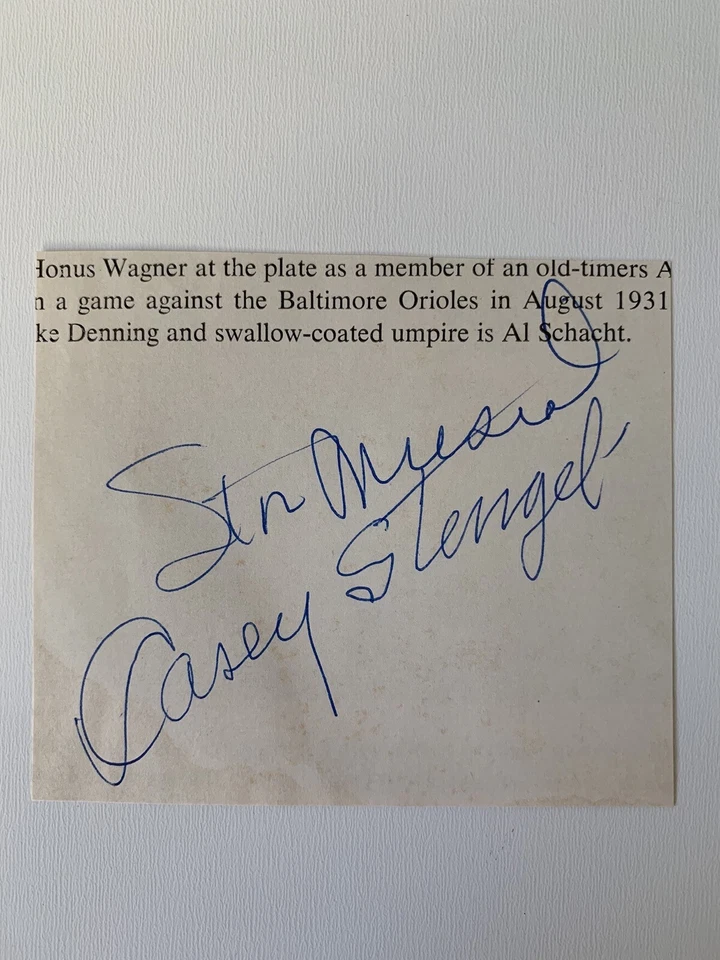 Honus Wagner at the plate as a member of an old-timers A
n a game against the Baltimore Orioles in August 1931
ke Denning and swallow-coated umpire is Al Schacht.
Stan Musial
Casey Stengel